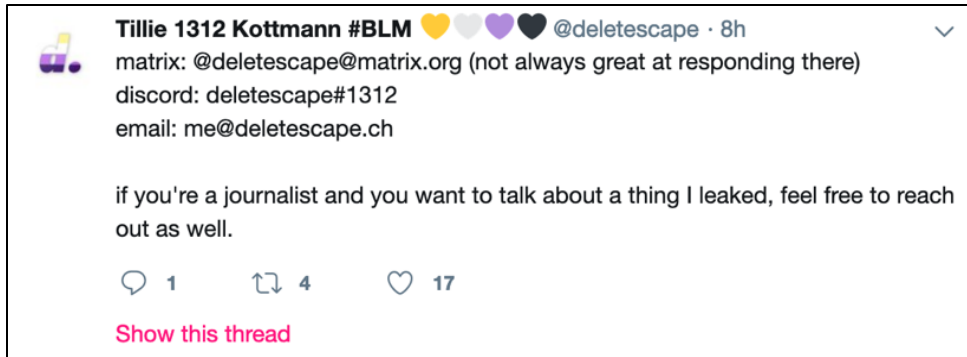 Tillie 1312 Kottmann #BLM 💛🤍💜🖤 @deletescape · 8h
matrix: @deletescape@matrix.org (not always great at responding there)
discord: deletescape#1312
email: me@deletescape.ch
if you're a journalist and you want to talk about a thing I leaked, feel free to reach
out as well.
1 4 17
Show this thread